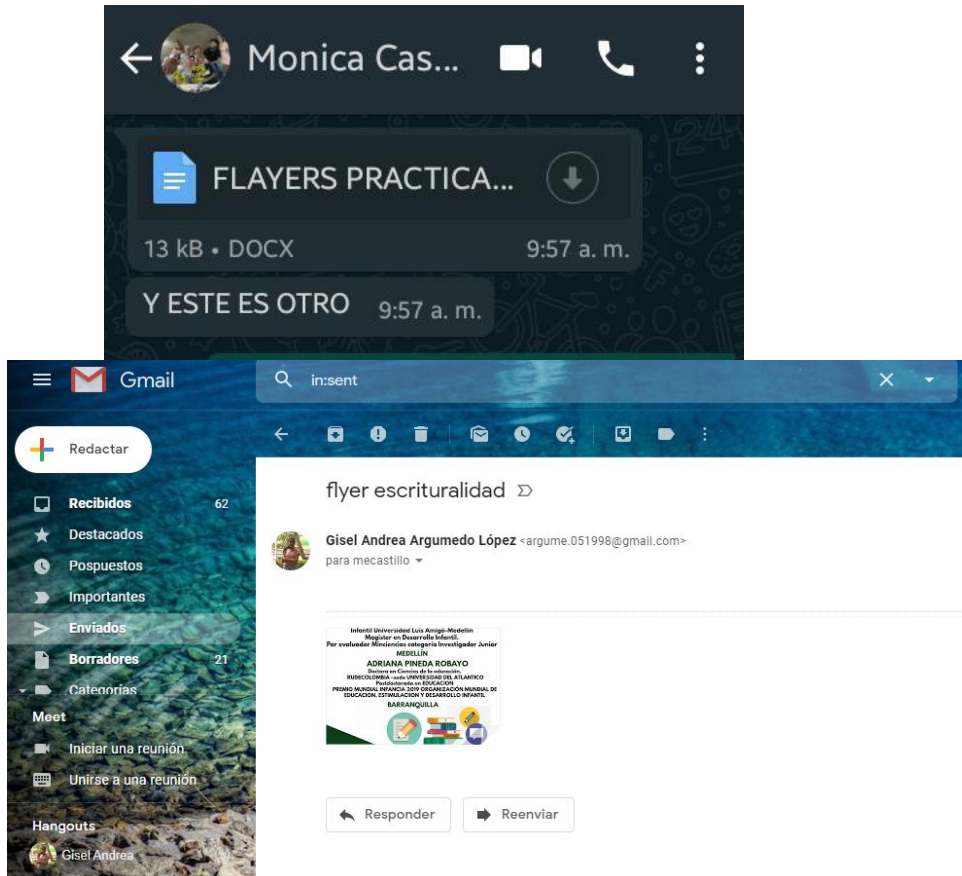 Monica Cas...
FLAYERS PRACTICA...
13 kB • DOCX 9:57 a. m.
Y ESTE ES OTRO 9:57 a. m.
Gmail
in:sent
Redactar
Recibidos 62
Destacados
Pospuestos
Importantes
Enviados
Borradores 21
Categorías
Meet
Iniciar una reunión
Unirse a una reunión
Hangouts
Gisel Andrea
flyer escrituralidad
Gisel Andrea Argumedo López <argume.051998@gmail.com>
para mecastillo
Infantil Universidad Luis Amigó-Medellín
Magister en Desarrollo Infantil.
Par evaluador Minciencias categoría Investigador Junior
MEDELLÍN
ADRIANA PINEDA ROBAYO
Doctora en Ciencias de la educación.
RUDECOLOMBIA -sede UNIVERSIDAD DEL ATLANTICO
Postdoctorado en EDUCACION
PREMIO MUNDIAL INFANCIA 2019 ORGANIZACIÓN MUNDIAL DE
EDUCACION, ESTIMULACION Y DESARROLLO INFANTIL
BARRANQUILLA
Responder
Reenviar